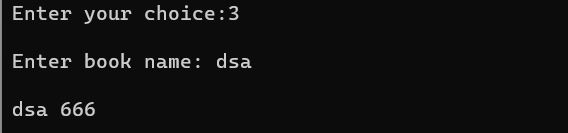 Enter your choice:3
Enter book name: dsa
dsa 666